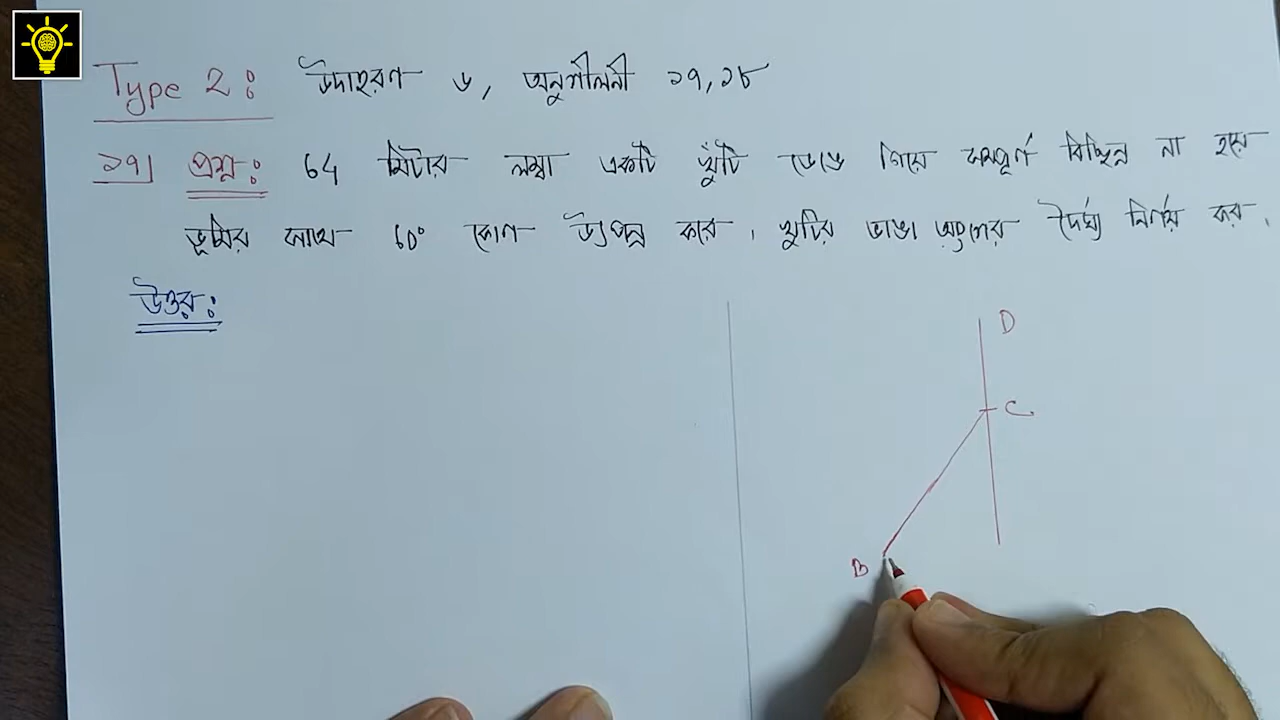 Type 2: উদাহরণ ৬, অনুশীলনী ১৭, ১৮
১৭| প্রশ্ন: 64 মিটার লম্বা একটি খুঁটি ভেঙে গিয়ে সম্পূর্ণ বিচ্ছিন্ন না হয়ে
ভূমির সাথে 60° কোণ উৎপন্ন করে। খুটির ভাঙা অংশের দৈর্ঘ্য নির্ণয় কর।
উত্তর:
D
C
B